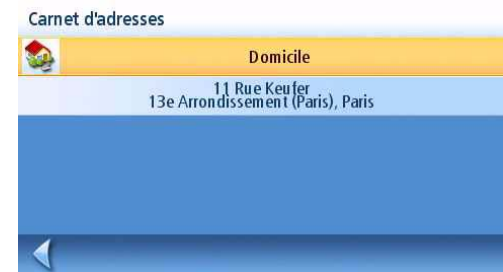 Carnet d'adresses
Domicile
11 Rue Keufer
13e Arrondissement (Paris), Paris